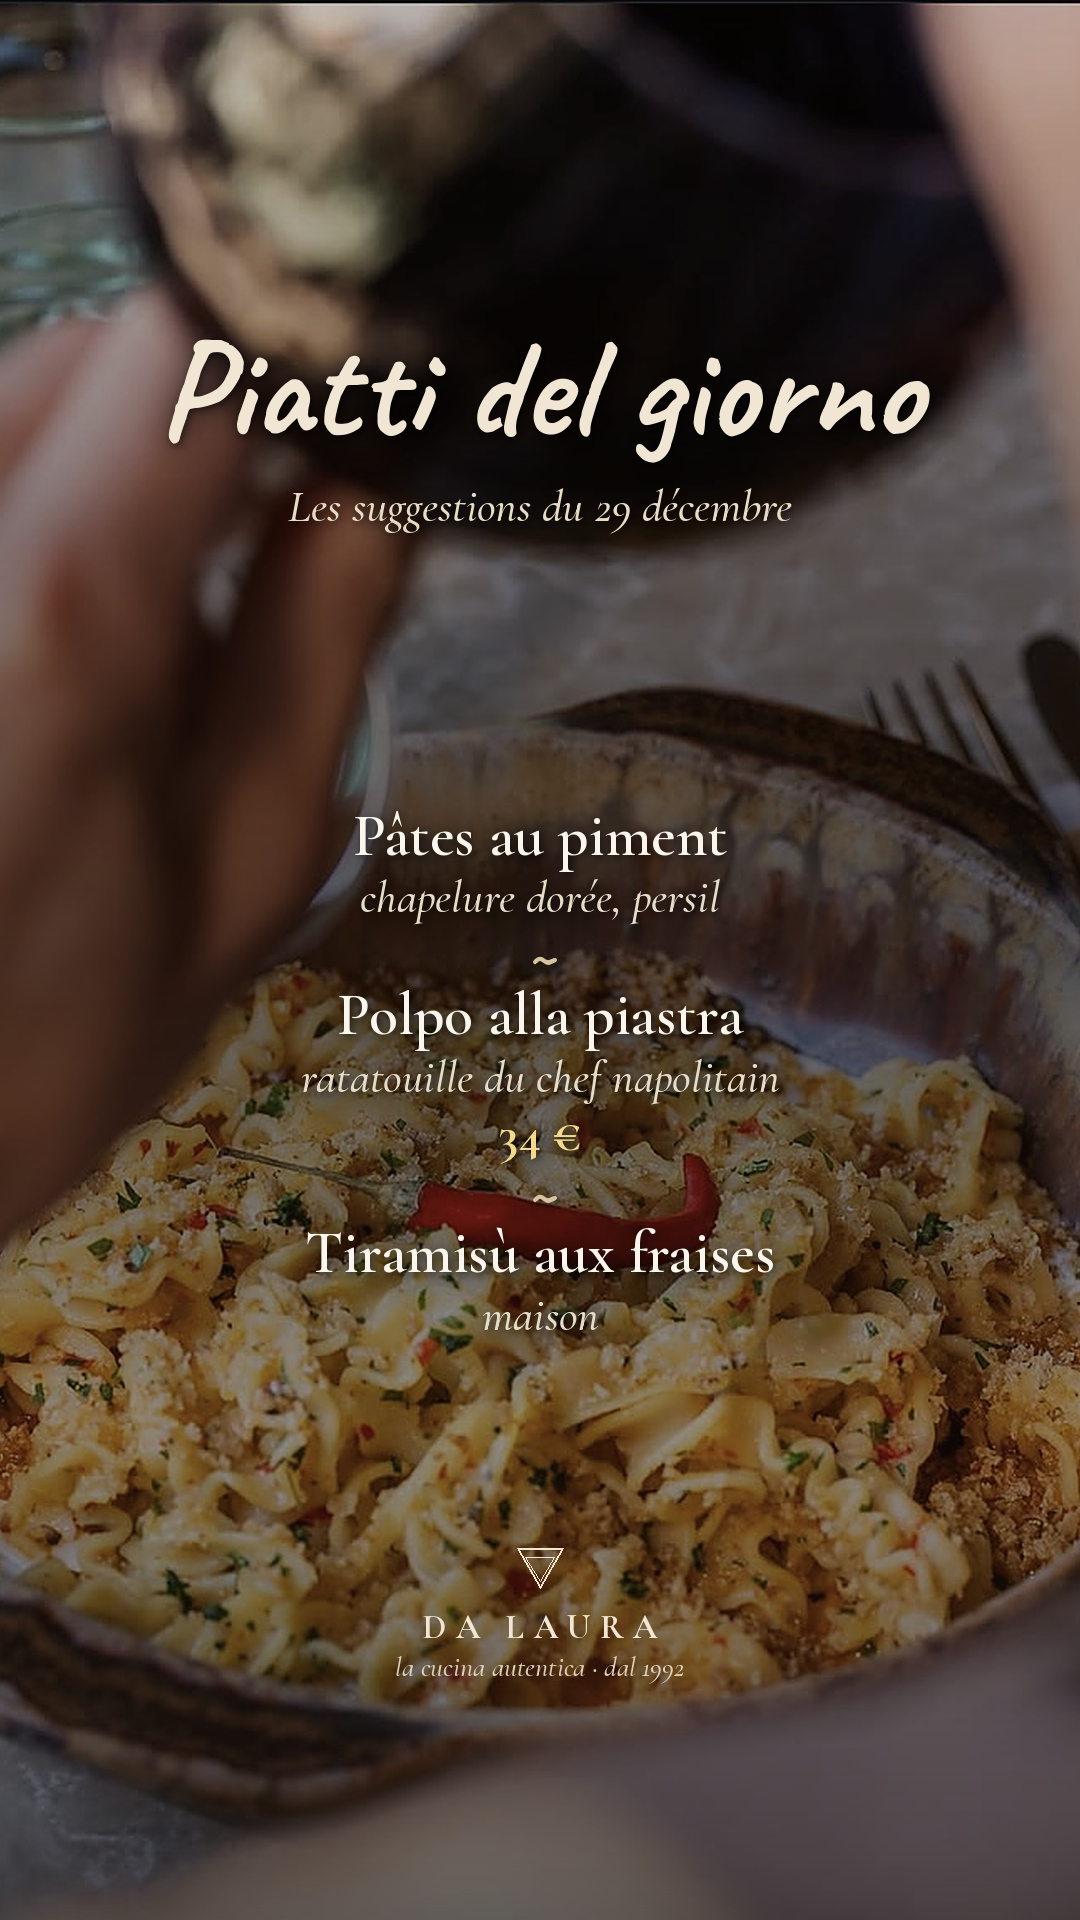 Piatti del giorno
Les suggestions du 29 décembre
Pâtes au piment
chapelure dorée, persil
~
Polpo alla piastra
ratatouille du chef napolitain
34 €
~
Tiramisù aux fraises
maison
DA LAURA
la cucina autentica · dal 1992